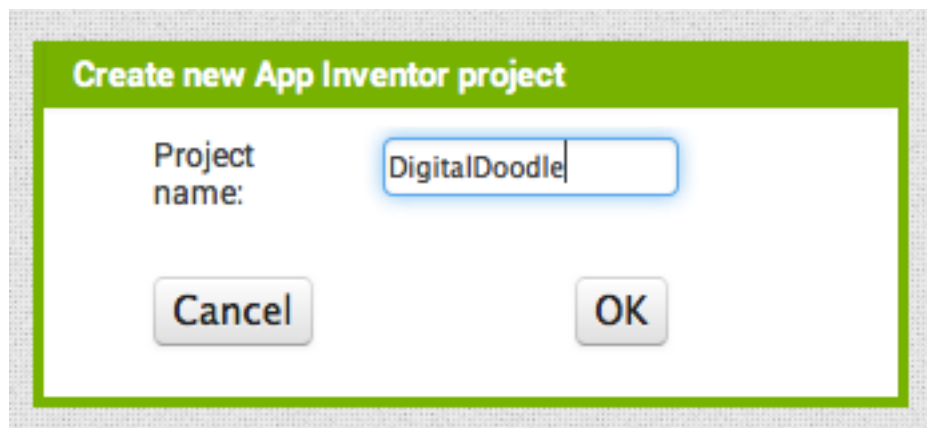 Create new App Inventor project
Project
name:
DigitalDoodle
Cancel
OK